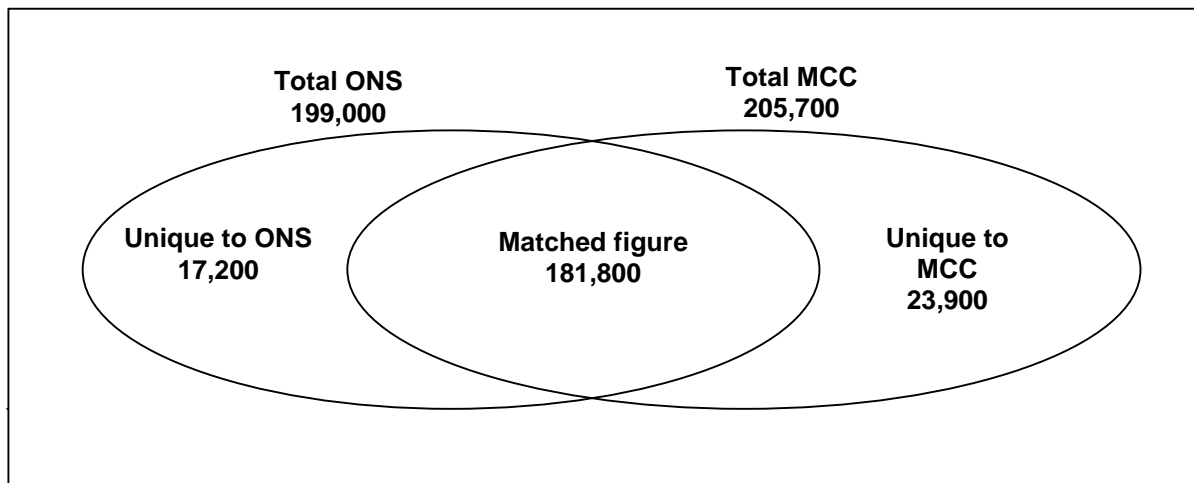 Total ONS
199,000
Total MCC
205,700
Unique to ONS
17,200
Matched figure
181,800
Unique to
MCC
23,900